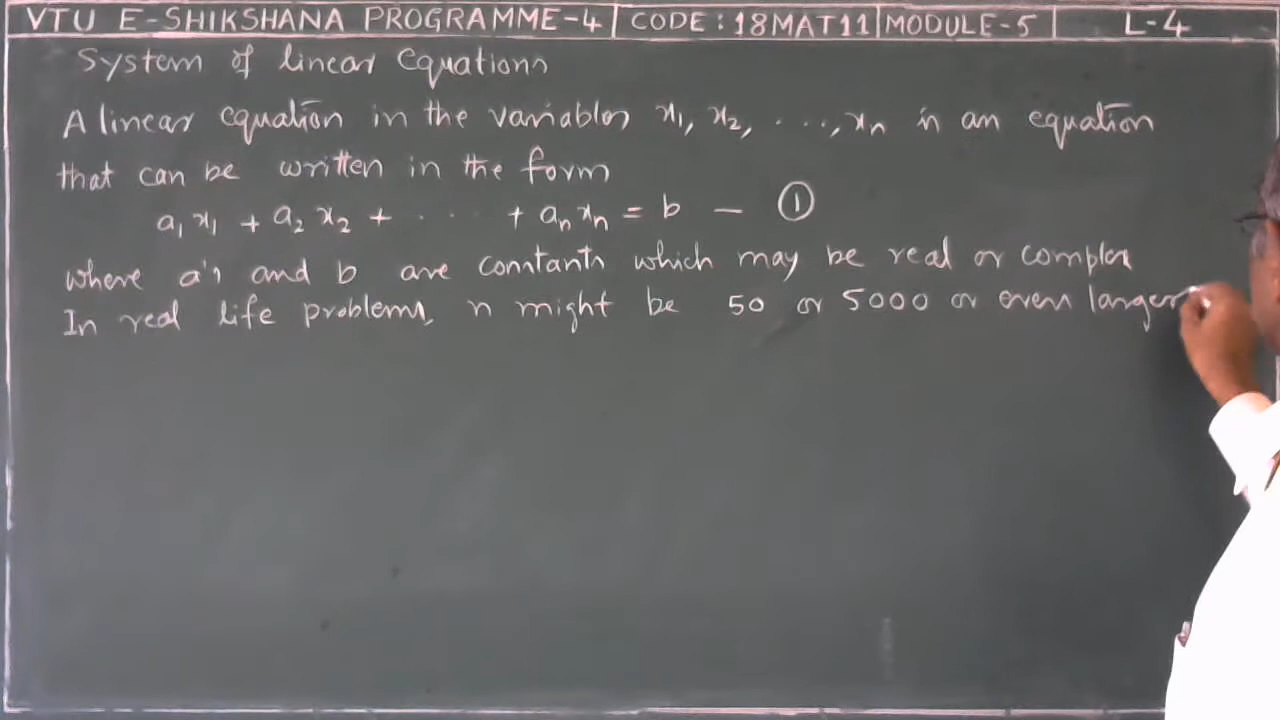 VTU E-SHIKSHANA PROGRAMME-4 | CODE: 18MAT11 | MODULE-5 | L-4
System of linear equations
A linear equation in the variables x₁, x₂, ..., xₙ is an equation
that can be written in the form
a₁x₁ + a₂x₂ + . . . + aₙxₙ = b — ①
where a's and b are constants which may be real or complex
In real life problems, n might be 50 or 5000 or even larger